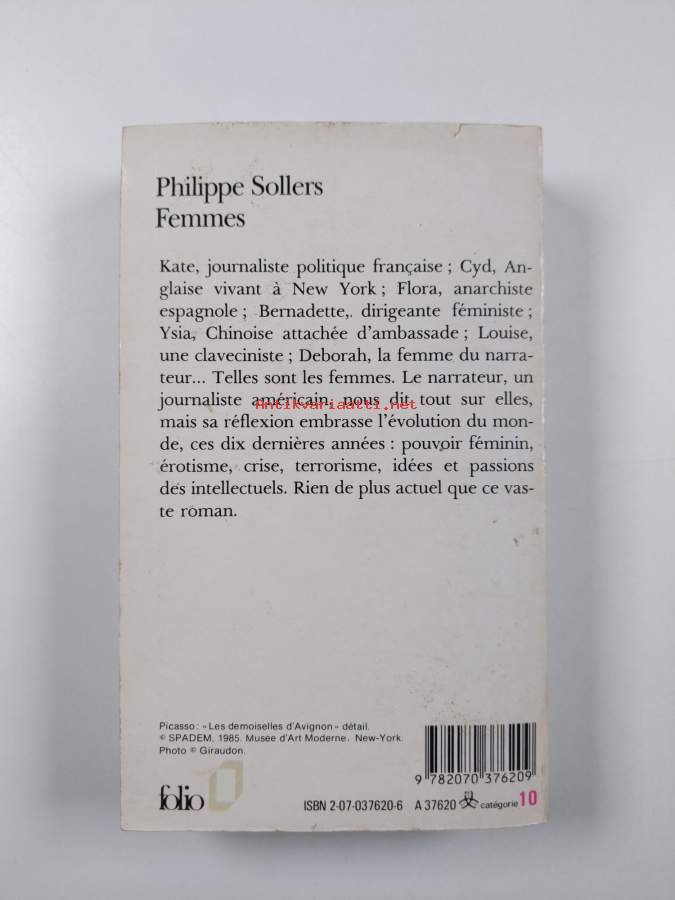 Philippe Sollers
Femmes
Kate, journaliste politique française ; Cyd, An-
glaise vivant à New York ; Flora, anarchiste
espagnole ; Bernadette, dirigeante féministe ;
Ysia, Chinoise attachée d'ambassade ; Louise,
une claveciniste ; Deborah, la femme du narra-
teur... Telles sont les femmes. Le narrateur, un
journaliste américain, nous dit tout sur elles,
Antikvariaatti.net
mais sa réflexion embrasse l'évolution du mon-
de, ces dix dernières années : pouvoir féminin,
érotisme, crise, terrorisme, idées et passions
des intellectuels. Rien de plus actuel que ce vas-
te roman.
Picasso : «Les demoiselles d'Avignon» détail.
© SPADEM, 1985. Musée d'Art Moderne, New-York.
Photo © Giraudon.
9 782070 376209
folio
ISBN 2-07-037620-6 A 37620 catégorie 10